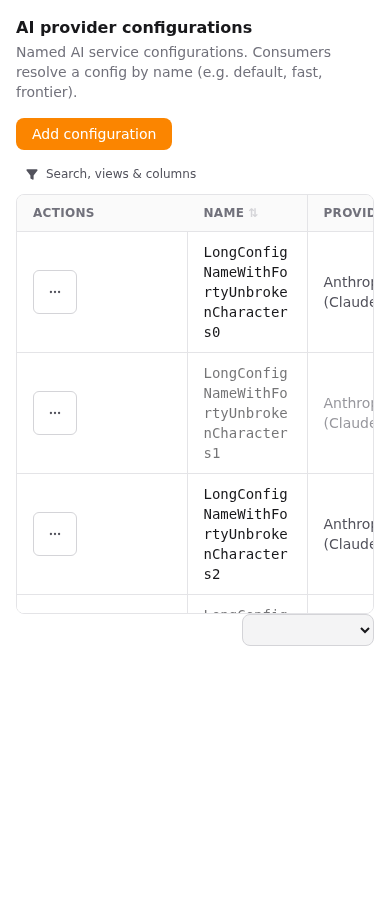 AI provider configurations
Named AI service configurations. Consumers
resolve a config by name (e.g. default, fast,
frontier).
Add configuration
Search, views & columns
ACTIONS NAME ⇅ PROVID
LongConfig
NameWithFo
rtyUnbroke
nCharacter
s0
Anthrop
(Claude
LongConfig
NameWithFo
rtyUnbroke
nCharacter
s1
Anthrop
(Claude
LongConfig
NameWithFo
rtyUnbroke
nCharacter
s2
Anthrop
(Claude
LongConfig